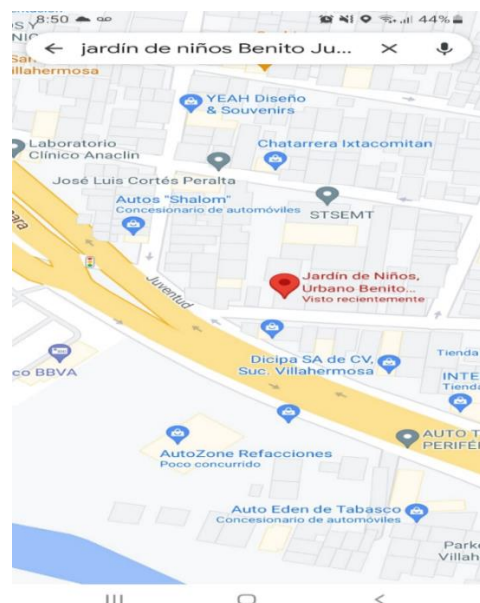 8:50
44%
jardín de niños Benito Ju...
illahermosa
YEAH Diseño
& Souvenirs
Laboratorio
Clínico Anaclin
Chatarrera Ixtacomitan
José Luis Cortés Peralta
Autos "Shalom"
Concesionario de automóviles
STSEMT
Juventud
Jardín de Niños,
Urbano Benito...
Visto recientemente
Dicipa SA de CV,
Suc. Villahermosa
Tienda
co BBVA
INTE
Tienda
AutoZone Refacciones
Poco concurrido
AUTO T
PERIFÉ
Auto Eden de Tabasco
Concesionario de automóviles
Parke
Villah